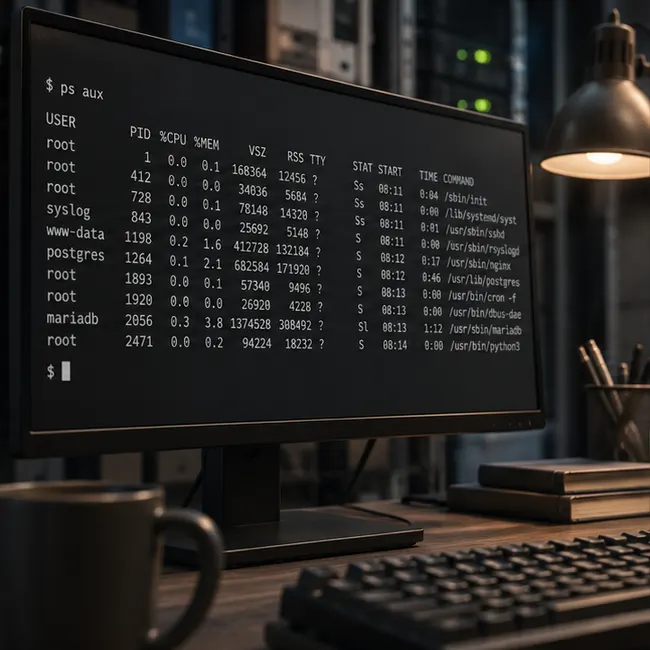 $ ps aux
USER PID %CPU %MEM VSZ RSS TTY STAT START TIME COMMAND
root 1 0.0 0.1 168364 12456 ? Ss 08:11 0:04 /sbin/init
root 412 0.0 0.0 34036 5684 ? Ss 08:11 0:00 /lib/systemd/syst
root 728 0.0 0.1 78148 14320 ? Ss 08:11 0:01 /usr/sbin/sshd
syslog 843 0.0 0.0 25692 5148 ? S 08:11 0:00 /usr/sbin/rsyslogd
www-data 1198 0.2 1.6 412728 132184 ? S 08:12 0:17 /usr/sbin/nginx
postgres 1264 0.1 2.1 682584 171920 ? S 08:12 0:46 /usr/lib/postgres
root 1893 0.0 0.1 57340 9496 ? S 08:13 0:00 /usr/bin/cron -f
root 1920 0.0 0.0 26920 4228 ? S 08:13 0:00 /usr/bin/dbus-dae
mariadb 2056 0.3 3.8 1374528 308492 ? Sl 08:13 1:12 /usr/sbin/mariadb
root 2471 0.0 0.2 94224 18232 ? S 08:14 0:00 /usr/bin/python3
$